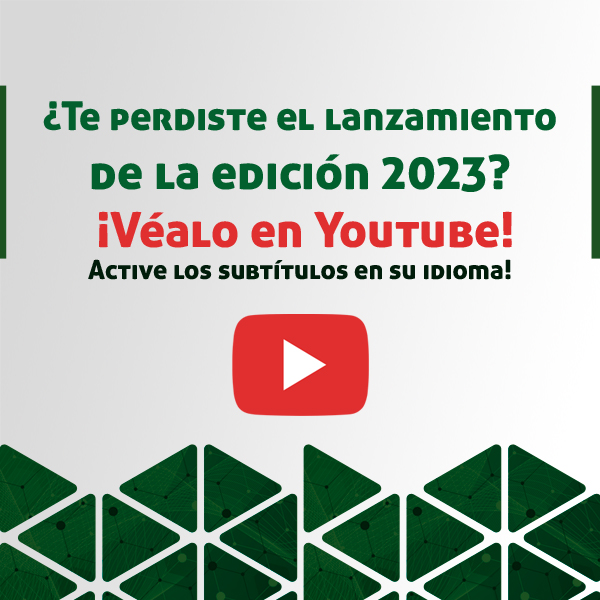 ¿Te perdiste el lanzamiento
de la edición 2023?
¡Véalo en Youtube!
Active los subtítulos en su idioma!